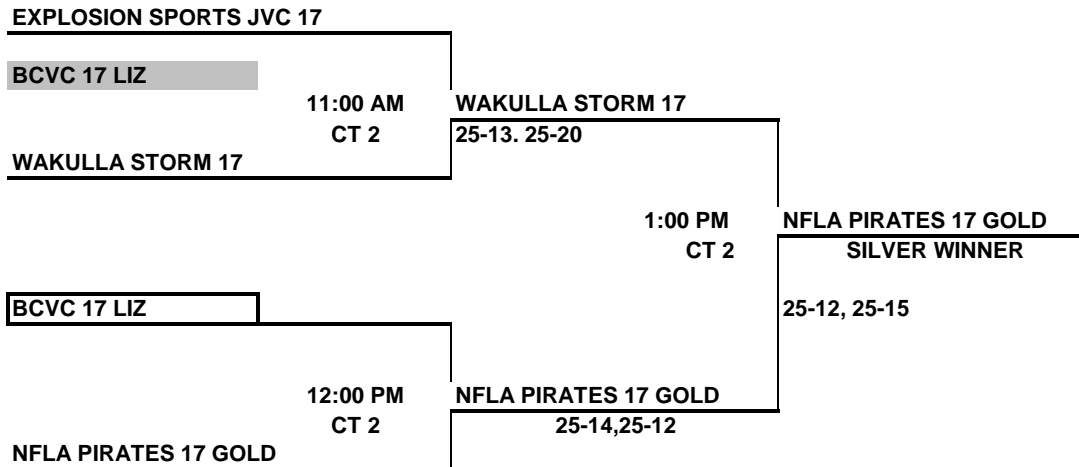 EXPLOSION SPORTS JVC 17
BCVC 17 LIZ
11:00 AM WAKULLA STORM 17
CT 2 25-13. 25-20
WAKULLA STORM 17
1:00 PM NFLA PIRATES 17 GOLD
CT 2 SILVER WINNER
BCVC 17 LIZ 25-12, 25-15
12:00 PM NFLA PIRATES 17 GOLD
CT 2 25-14,25-12
NFLA PIRATES 17 GOLD